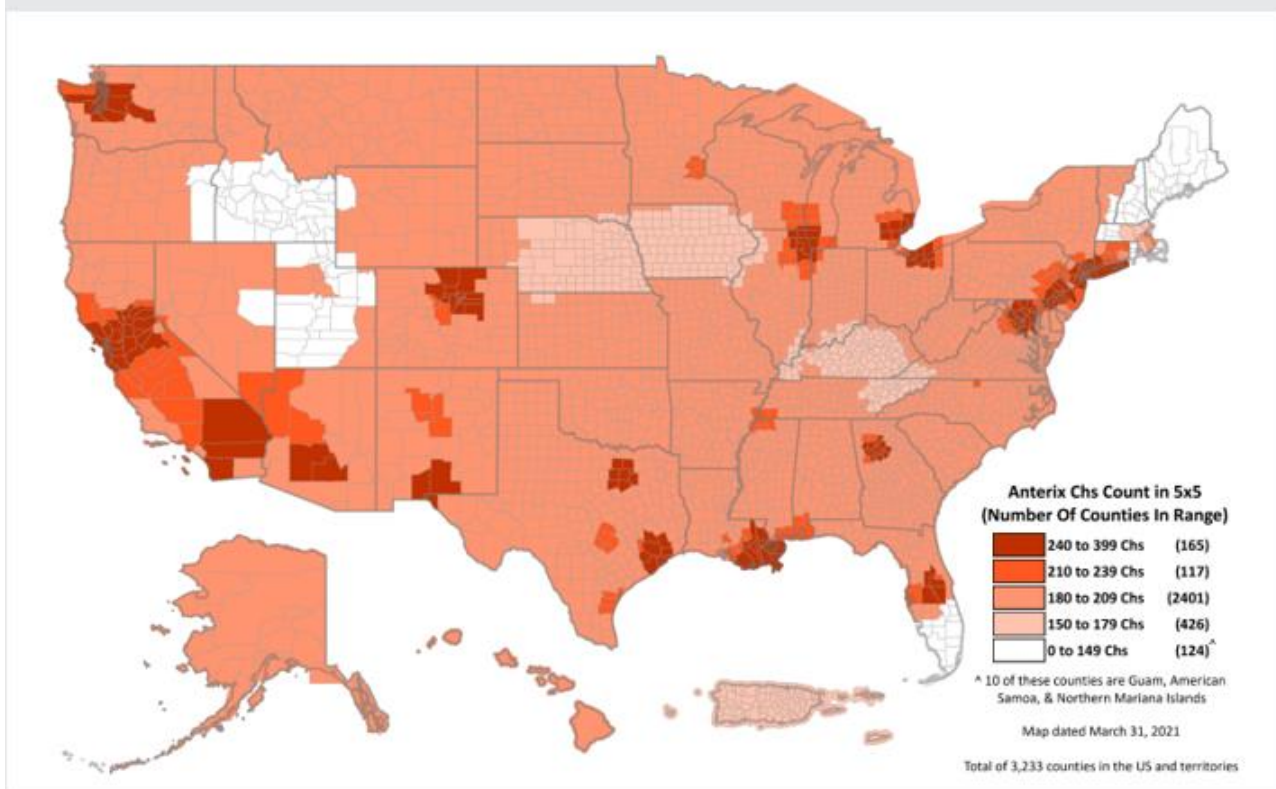 Anterix Chs Count in 5x5
(Number Of Counties In Range)
240 to 399 Chs (165)
210 to 239 Chs (117)
180 to 209 Chs (2401)
150 to 179 Chs (426)
0 to 149 Chs (124)^
^ 10 of these counties are Guam, American
Samoa, & Northern Mariana Islands
Map dated March 31, 2021
Total of 3,233 counties in the US and territories